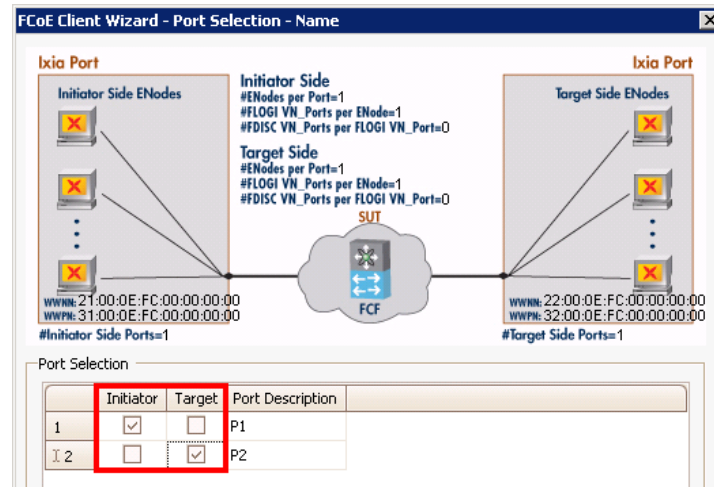 FCoE Client Wizard - Port Selection - Name
Ixia Port
Initiator Side ENodes
Initiator Side
#ENodes per Port=1
#FLOGI VN_Ports per ENode=1
#FDISC VN_Ports per FLOGI VN_Port=0
Target Side
#ENodes per Port=1
#FLOGI VN_Ports per ENode=1
#FDISC VN_Ports per FLOGI VN_Port=0
Ixia Port
Target Side ENodes
SUT
FCF
WWNN: 21:00:0E:FC:00:00:00:00
WWPN: 31:00:0E:FC:00:00:00:00
#Initiator Side Ports=1
WWNN: 22:00:0E:FC:00:00:00:00
WWPN: 32:00:0E:FC:00:00:00:00
#Target Side Ports=1
Port Selection
Initiator Target Port Description
1 P1
2 P2